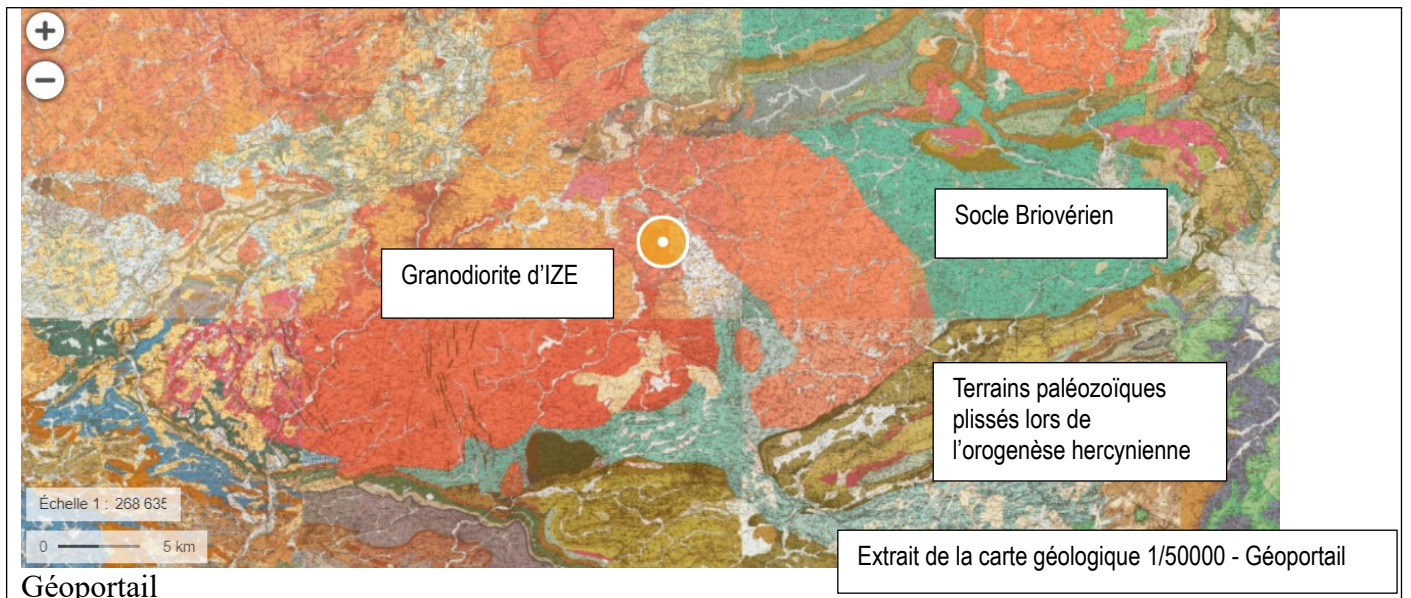 +
−
Socle Briovérien
Granodiorite d’IZE
Terrains paléozoïques
plissés lors de
l’orogenèse hercynienne
Échelle 1 : 268 635
0 5 km
Extrait de la carte géologique 1/50000 - Géoportail
Géoportail